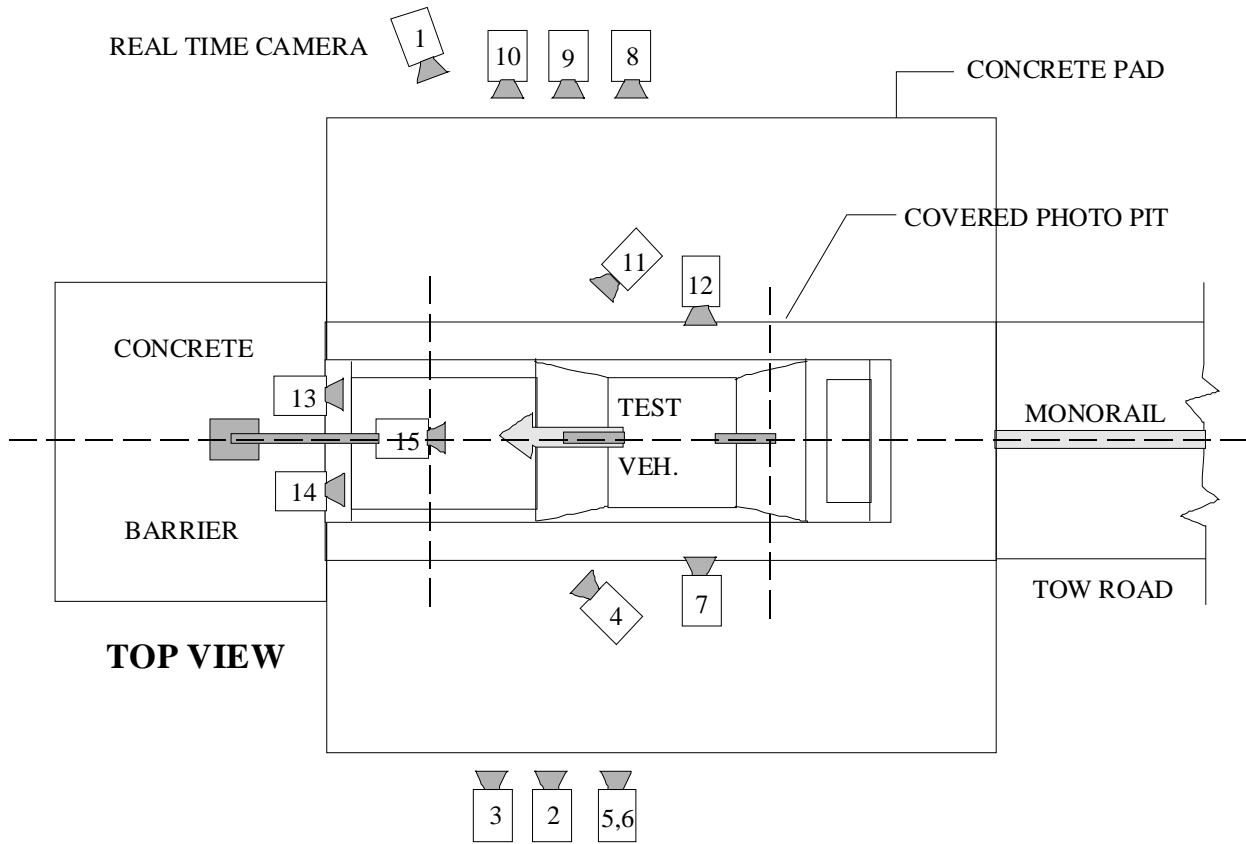 REAL TIME CAMERA
1
10
9
8
CONCRETE PAD
COVERED PHOTO PIT
11
12
CONCRETE
13
TEST
MONORAIL
15
VEH.
14
BARRIER
4
7
TOW ROAD
TOP VIEW
3
2
5,6